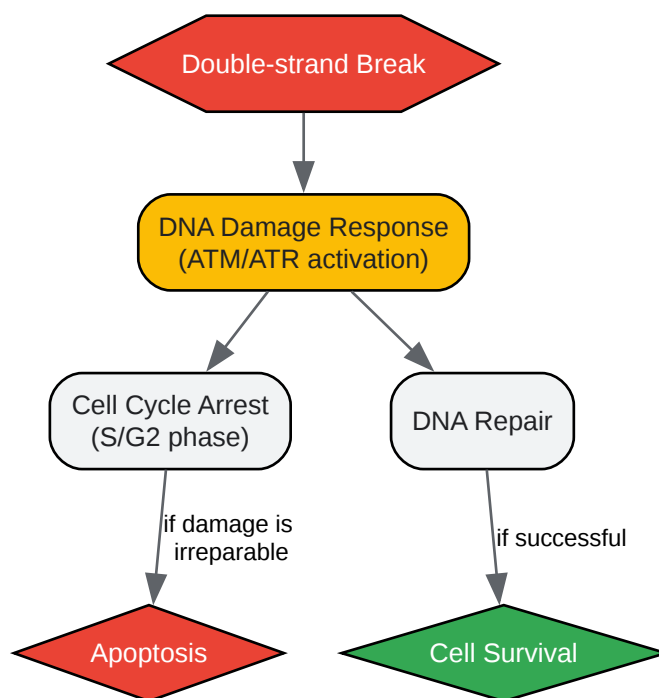 Double-strand Break
DNA Damage Response
(ATM/ATR activation)
Cell Cycle Arrest
(S/G2 phase)
DNA Repair
if damage is
irreparable
if successful
Apoptosis
Cell Survival